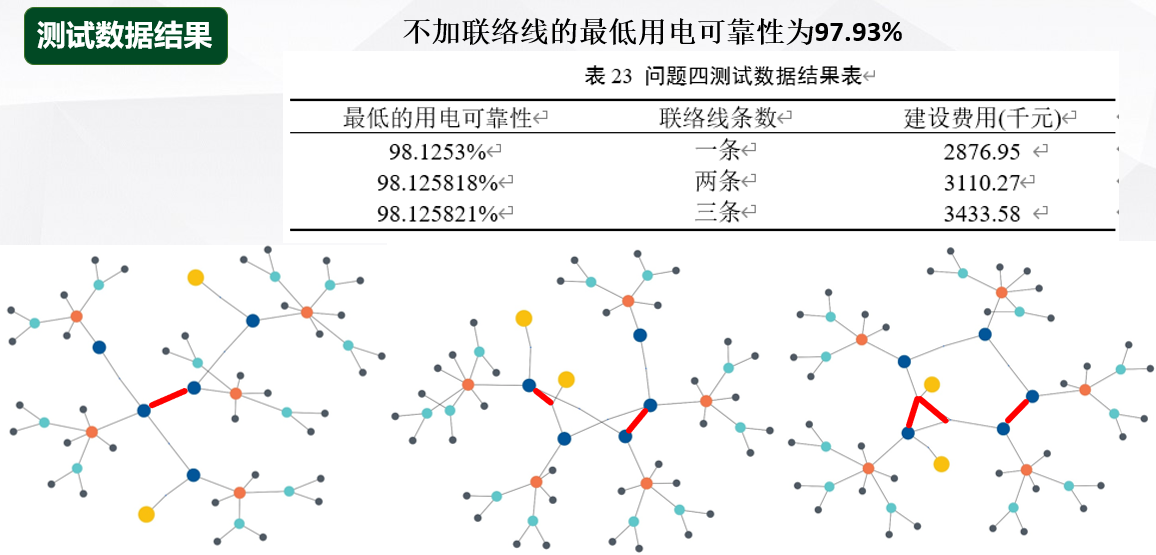 测试数据结果
不加联络线的最低用电可靠性为97.93%
表 23 问题四测试数据结果表↵
最低的用电可靠性↵ 联络线条数↵ 建设费用(千元)↵
98.1253%↵ 一条↵ 2876.95 ↵
98.125818%↵ 两条↵ 3110.27↵
98.125821%↵ 三条↵ 3433.58 ↵